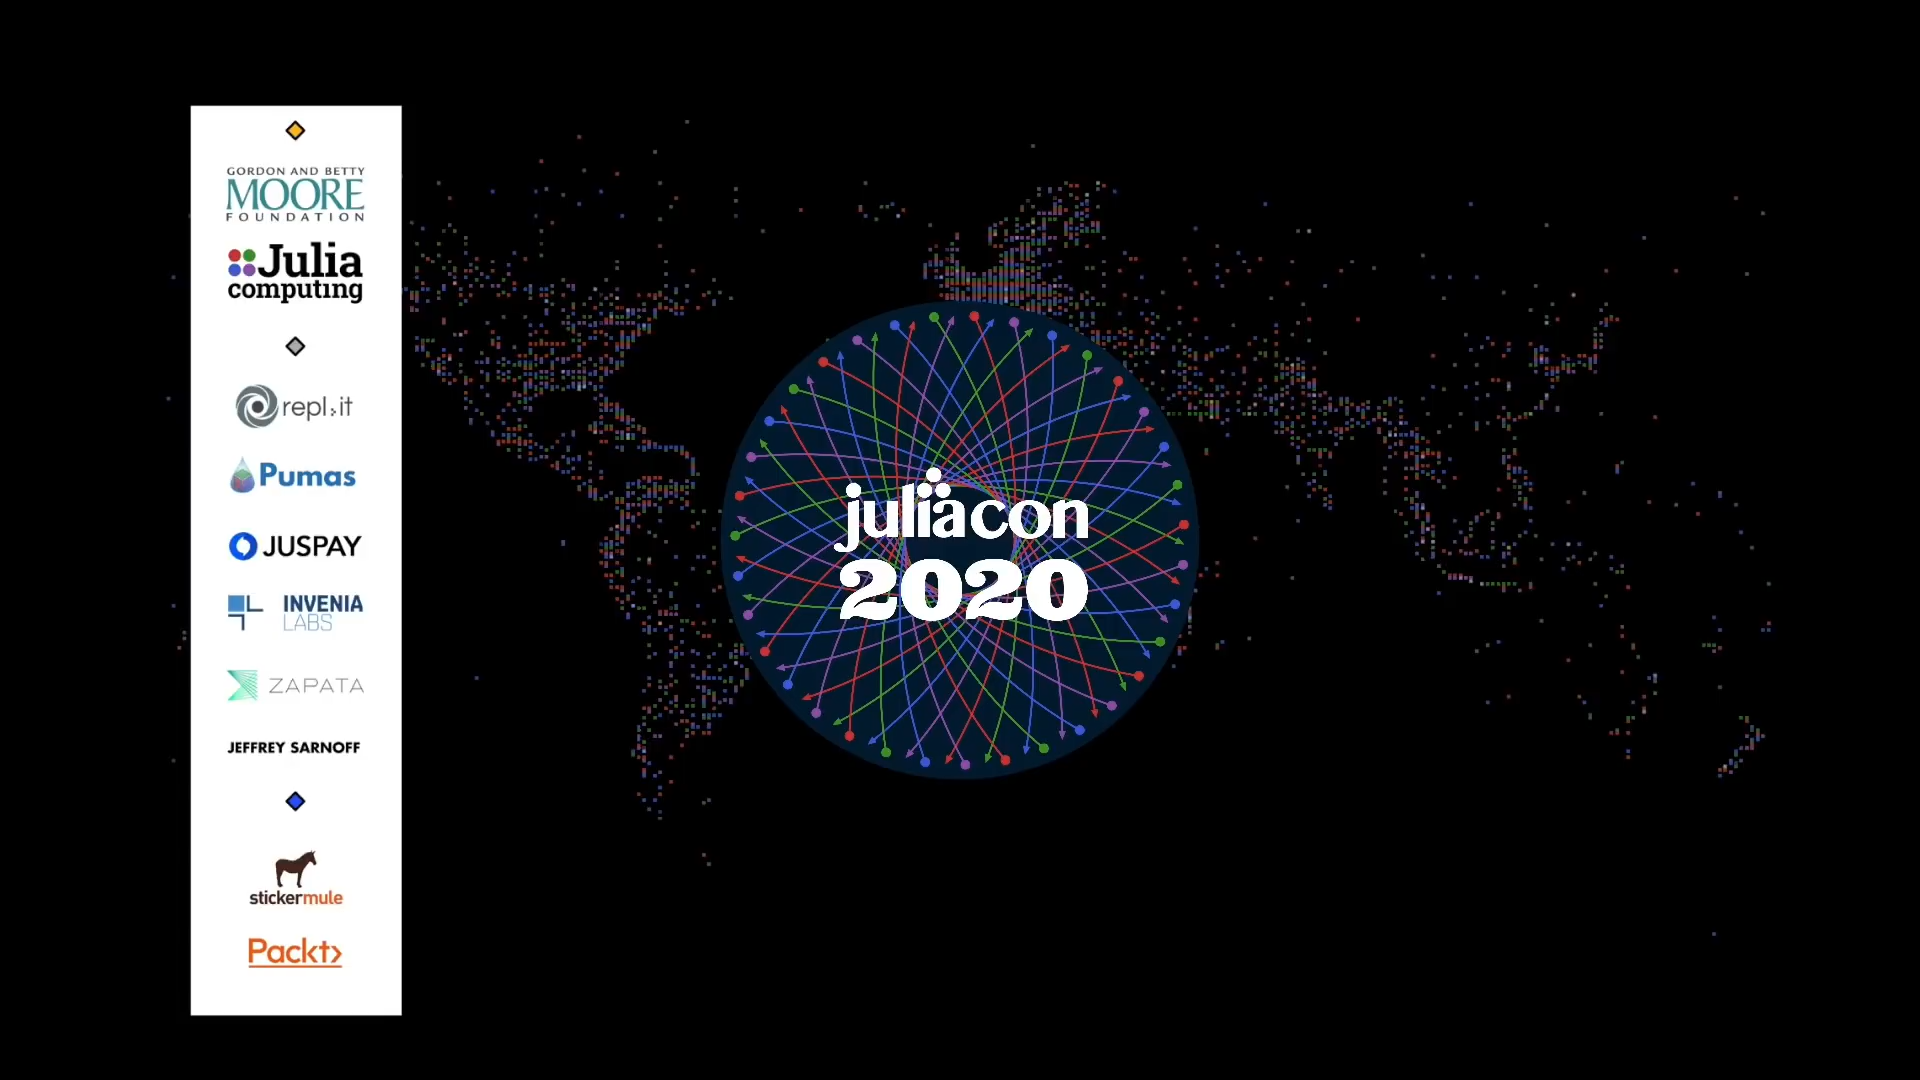 GORDON AND BETTY
MOORE
FOUNDATION
Julia
computing
repl.it
Pumas
JUSPAY
INVENIA
LABS
ZAPATA
JEFFREY SARNOFF
stickermule
Packt
juliacon
2020